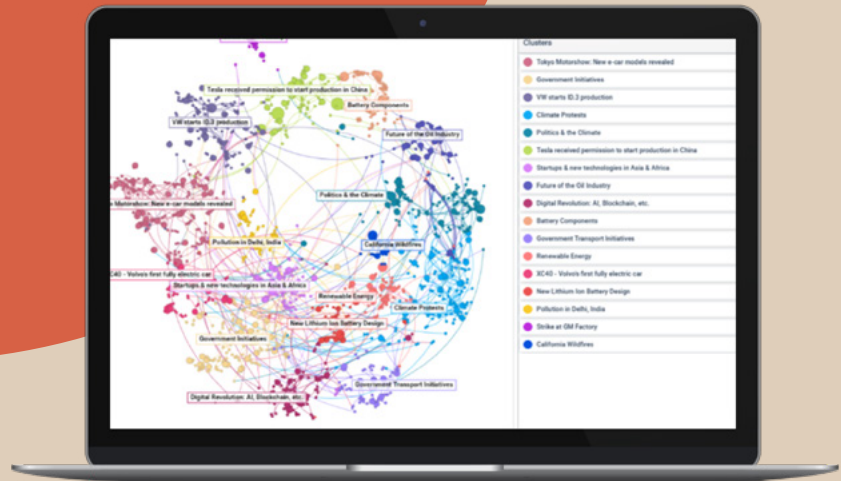 Tesla received permission to start production in China
Battery Components
VW starts ID.3 production
Future of the Oil Industry
Politics & the Climate
Motorshow: New e-car models revealed
Pollution in Delhi, India
California Wildfires
XC40 - Volvo's first fully electric car
Startups & new technologies in Asia & Africa
Renewable Energy
Climate Protests
New Lithium Ion Battery Design
Government Initiatives
Government Transport Initiatives
Digital Revolution: AI, Blockchain, etc.
Clusters
Tokyo Motorshow: New e-car models revealed
Government Initiatives
VW starts ID.3 production
Climate Protests
Politics & the Climate
Tesla received permission to start production in China
Startups & new technologies in Asia & Africa
Future of the Oil Industry
Digital Revolution: AI, Blockchain, etc.
Battery Components
Government Transport Initiatives
Renewable Energy
XC40 - Volvo's first fully electric car
New Lithium Ion Battery Design
Pollution in Delhi, India
Strike at GM Factory
California Wildfires